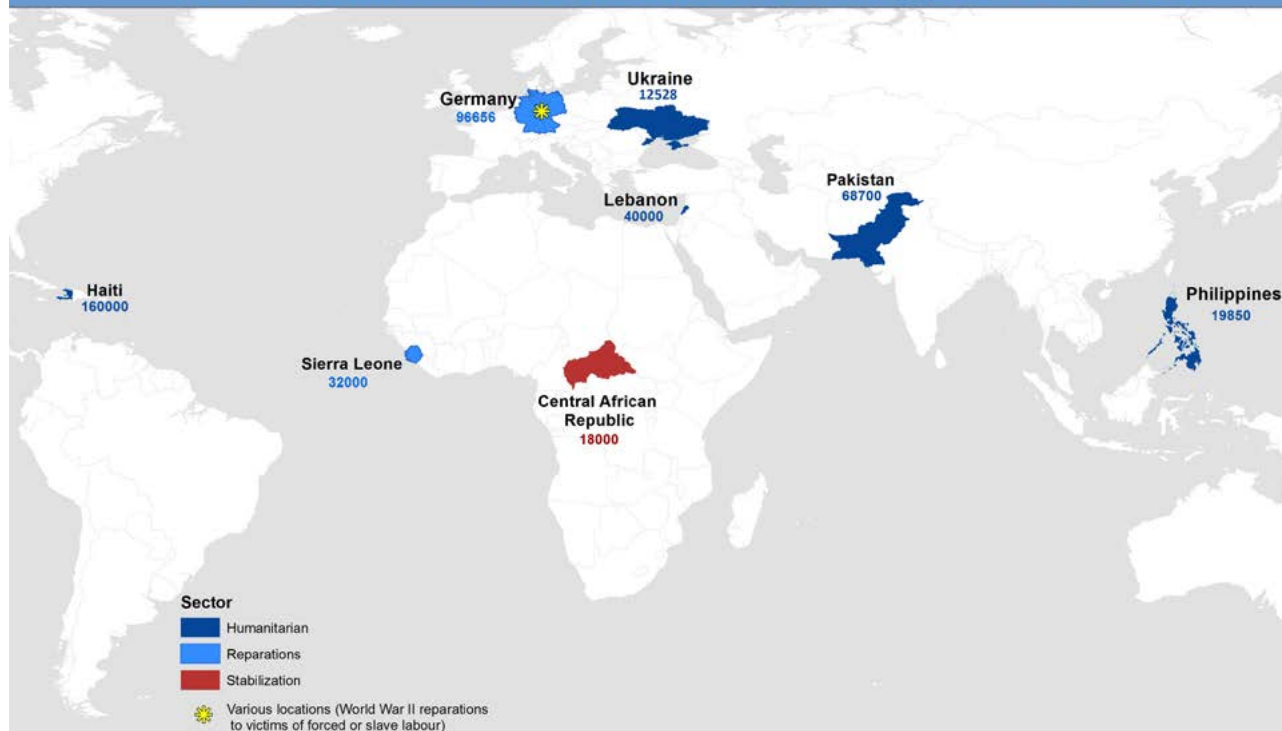 Ukraine
12528
Germany
96656
Pakistan
68700
Lebanon
40000
Haiti
160000
Philippines
19850
Sierra Leone
32000
Central African
Republic
18000
Sector
Humanitarian
Reparations
Stabilization
Various locations (World War II reparations
to victims of forced or slave labour)